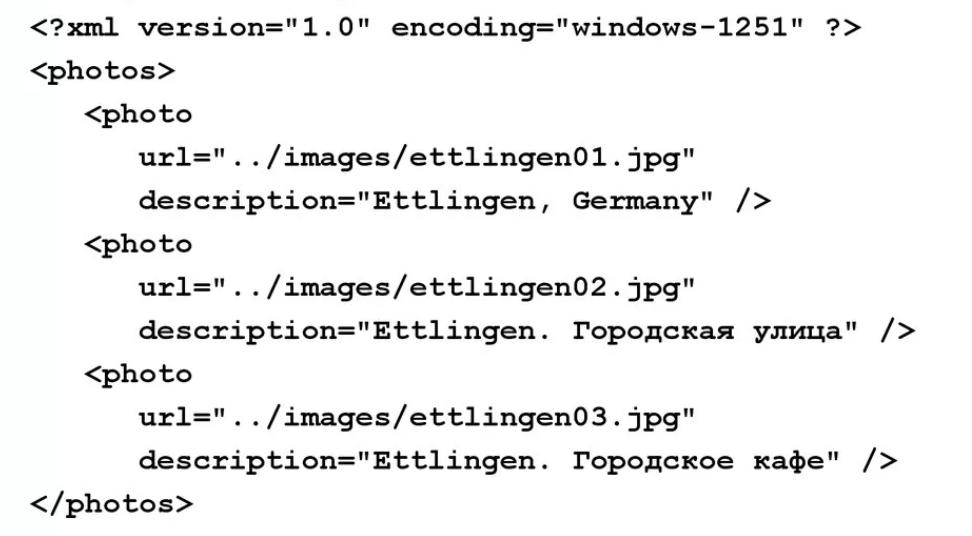 <?xml version="1.0" encoding="windows-1251" ?>
<photos>
<photo
url="../images/ettlingen01.jpg"
description="Ettlingen, Germany" />
<photo
url="../images/ettlingen02.jpg"
description="Ettlingen. Городская улица" />
<photo
url="../images/ettlingen03.jpg"
description="Ettlingen. Городское кафе" />
</photos>